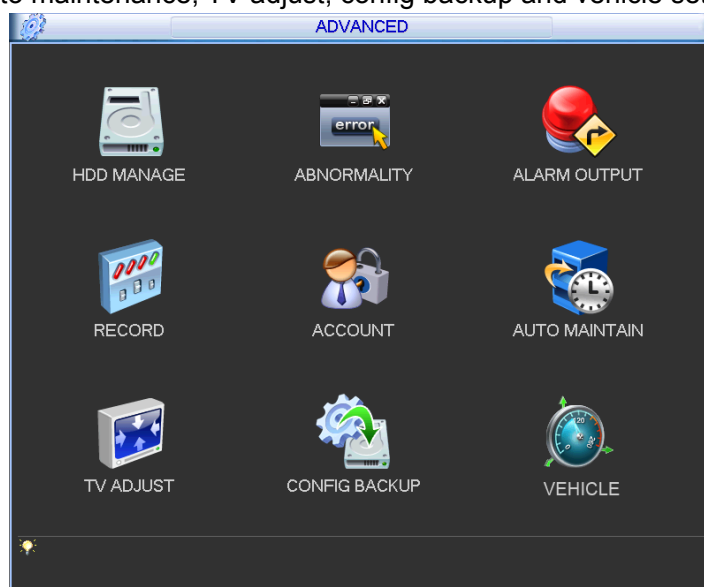 to maintenance, TV adjust, config backup and vehicle set
ADVANCED
error
HDD MANAGE
ABNORMALITY
ALARM OUTPUT
RECORD
ACCOUNT
AUTO MAINTAIN
TV ADJUST
CONFIG BACKUP
VEHICLE